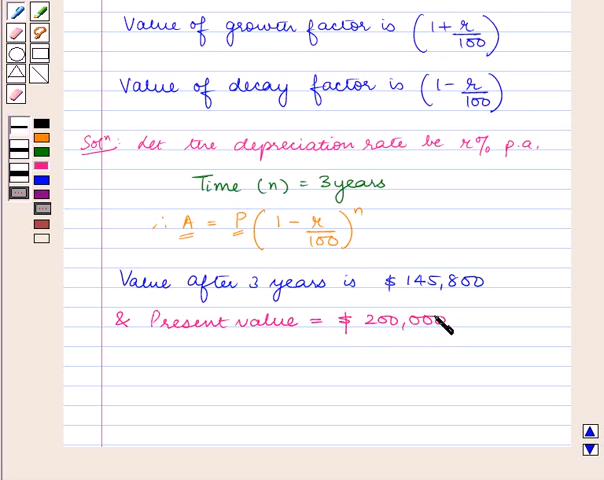 Value of growth factor is (1 + r/100)
Value of decay factor is (1 - r/100)
Solⁿ: Let the depreciation rate be r% p.a.
Time (n) = 3 years
∴ A = P (1 - r/100)ⁿ
Value after 3 years is $ 145,800
& Present value = $ 200,000